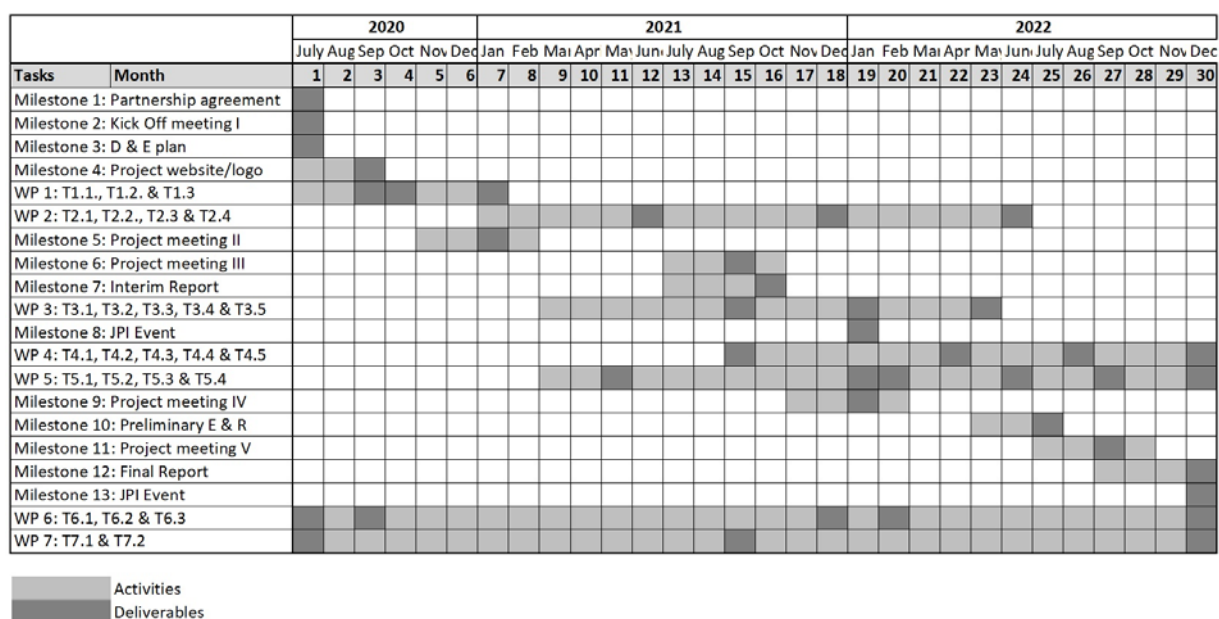 2020 2021 2022
July Aug Sep Oct Nov Dec Jan Feb Mar Apr May June July Aug Sep Oct Nov Dec Jan Feb Mar Apr May June July Aug Sep Oct Nov Dec
Tasks Month 1 2 3 4 5 6 7 8 9 10 11 12 13 14 15 16 17 18 19 20 21 22 23 24 25 26 27 28 29 30
Milestone 1: Partnership agreement
Milestone 2: Kick Off meeting I
Milestone 3: D & E plan
Milestone 4: Project website/logo
WP 1: T1.1., T1.2. & T1.3
WP 2: T2.1, T2.2., T2.3 & T2.4
Milestone 5: Project meeting II
Milestone 6: Project meeting III
Milestone 7: Interim Report
WP 3: T3.1, T3.2, T3.3, T3.4 & T3.5
Milestone 8: JPI Event
WP 4: T4.1, T4.2, T4.3, T4.4 & T4.5
WP 5: T5.1, T5.2, T5.3 & T5.4
Milestone 9: Project meeting IV
Milestone 10: Preliminary E & R
Milestone 11: Project meeting V
Milestone 12: Final Report
Milestone 13: JPI Event
WP 6: T6.1, T6.2 & T6.3
WP 7: T7.1 & T7.2
Activities
Deliverables